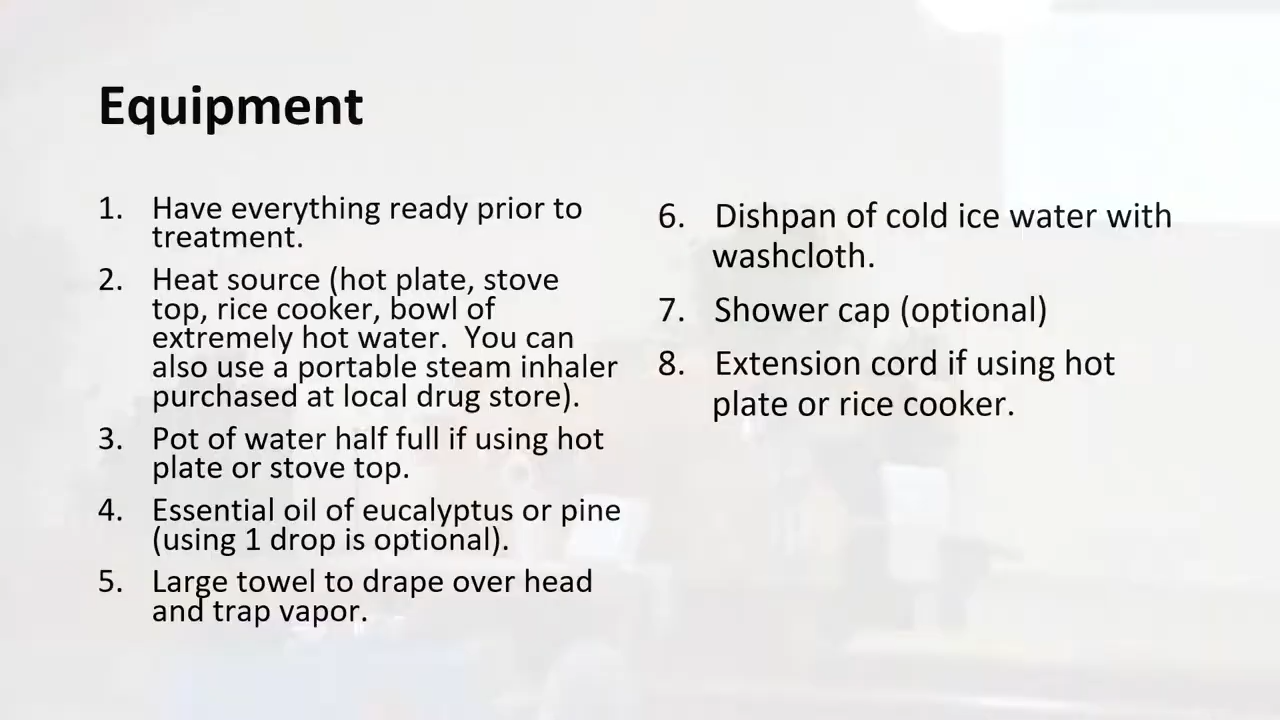 Equipment
1. Have everything ready prior to
treatment.
2. Heat source (hot plate, stove
top, rice cooker, bowl of
extremely hot water.  You can
also use a portable steam inhaler
purchased at local drug store).
3. Pot of water half full if using hot
plate or stove top.
4. Essential oil of eucalyptus or pine
(using 1 drop is optional).
5. Large towel to drape over head
and trap vapor.
6. Dishpan of cold ice water with
washcloth.
7. Shower cap (optional)
8. Extension cord if using hot
plate or rice cooker.